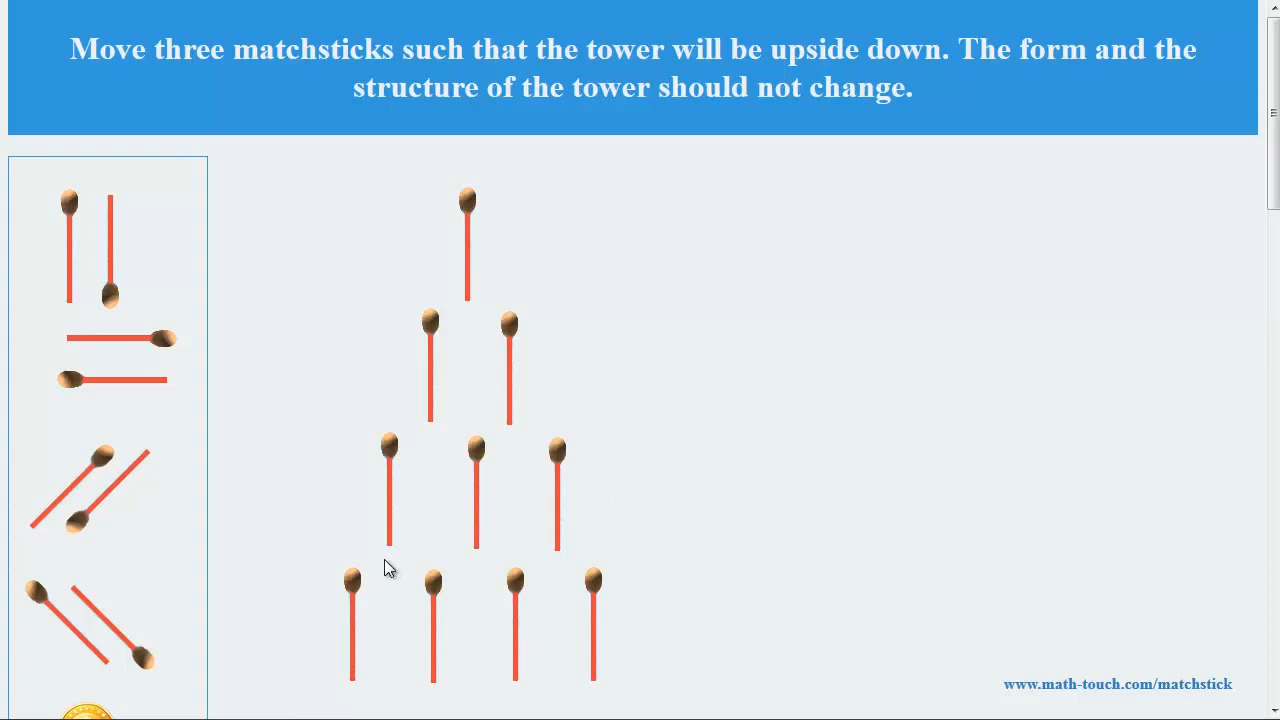 Move three matchsticks such that the tower will be upside down. The form and the
structure of the tower should not change.
www.math-touch.com/matchstick